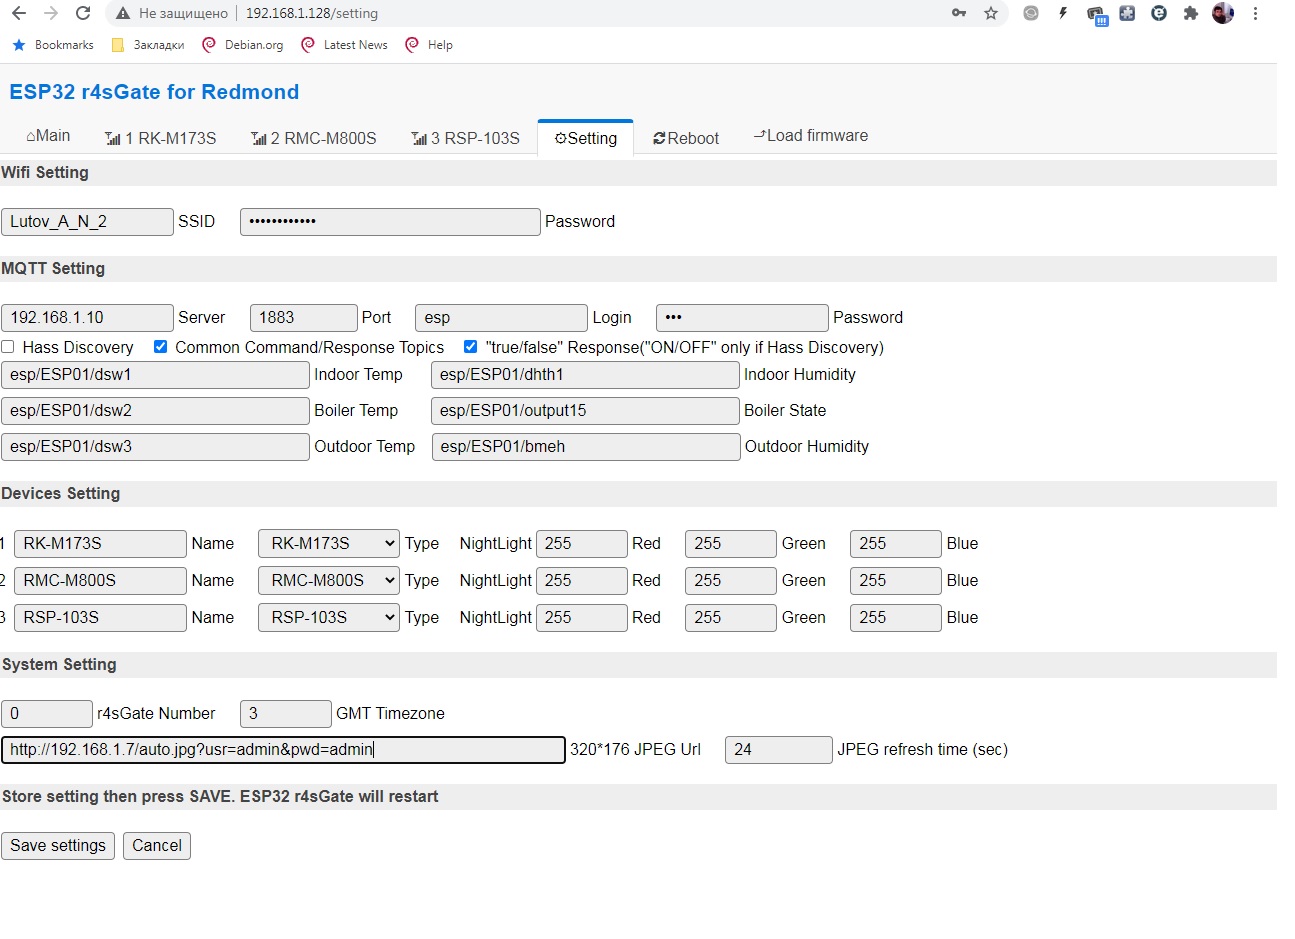 Не защищено 192.168.1.128/setting
Bookmarks Закладки Debian.org Latest News Help
ESP32 r4sGate for Redmond
Main 1 RK-M173S 2 RMC-M800S 3 RSP-103S Setting Reboot Load firmware
Wifi Setting
Lutov_A_N_2 SSID •••••••••••• Password
MQTT Setting
192.168.1.10 Server 1883 Port esp Login ••• Password
Hass Discovery Common Command/Response Topics "true/false" Response("ON/OFF" only if Hass Discovery)
esp/ESP01/dsw1 Indoor Temp esp/ESP01/dhth1 Indoor Humidity
esp/ESP01/dsw2 Boiler Temp esp/ESP01/output15 Boiler State
esp/ESP01/dsw3 Outdoor Temp esp/ESP01/bmeh Outdoor Humidity
Devices Setting
1 RK-M173S Name RK-M173S Type NightLight 255 Red 255 Green 255 Blue
2 RMC-M800S Name RMC-M800S Type NightLight 255 Red 255 Green 255 Blue
3 RSP-103S Name RSP-103S Type NightLight 255 Red 255 Green 255 Blue
System Setting
0 r4sGate Number 3 GMT Timezone
http://192.168.1.7/auto.jpg?usr=admin&pwd=admin 320*176 JPEG Url 24 JPEG refresh time (sec)
Store setting then press SAVE. ESP32 r4sGate will restart
Save settings Cancel